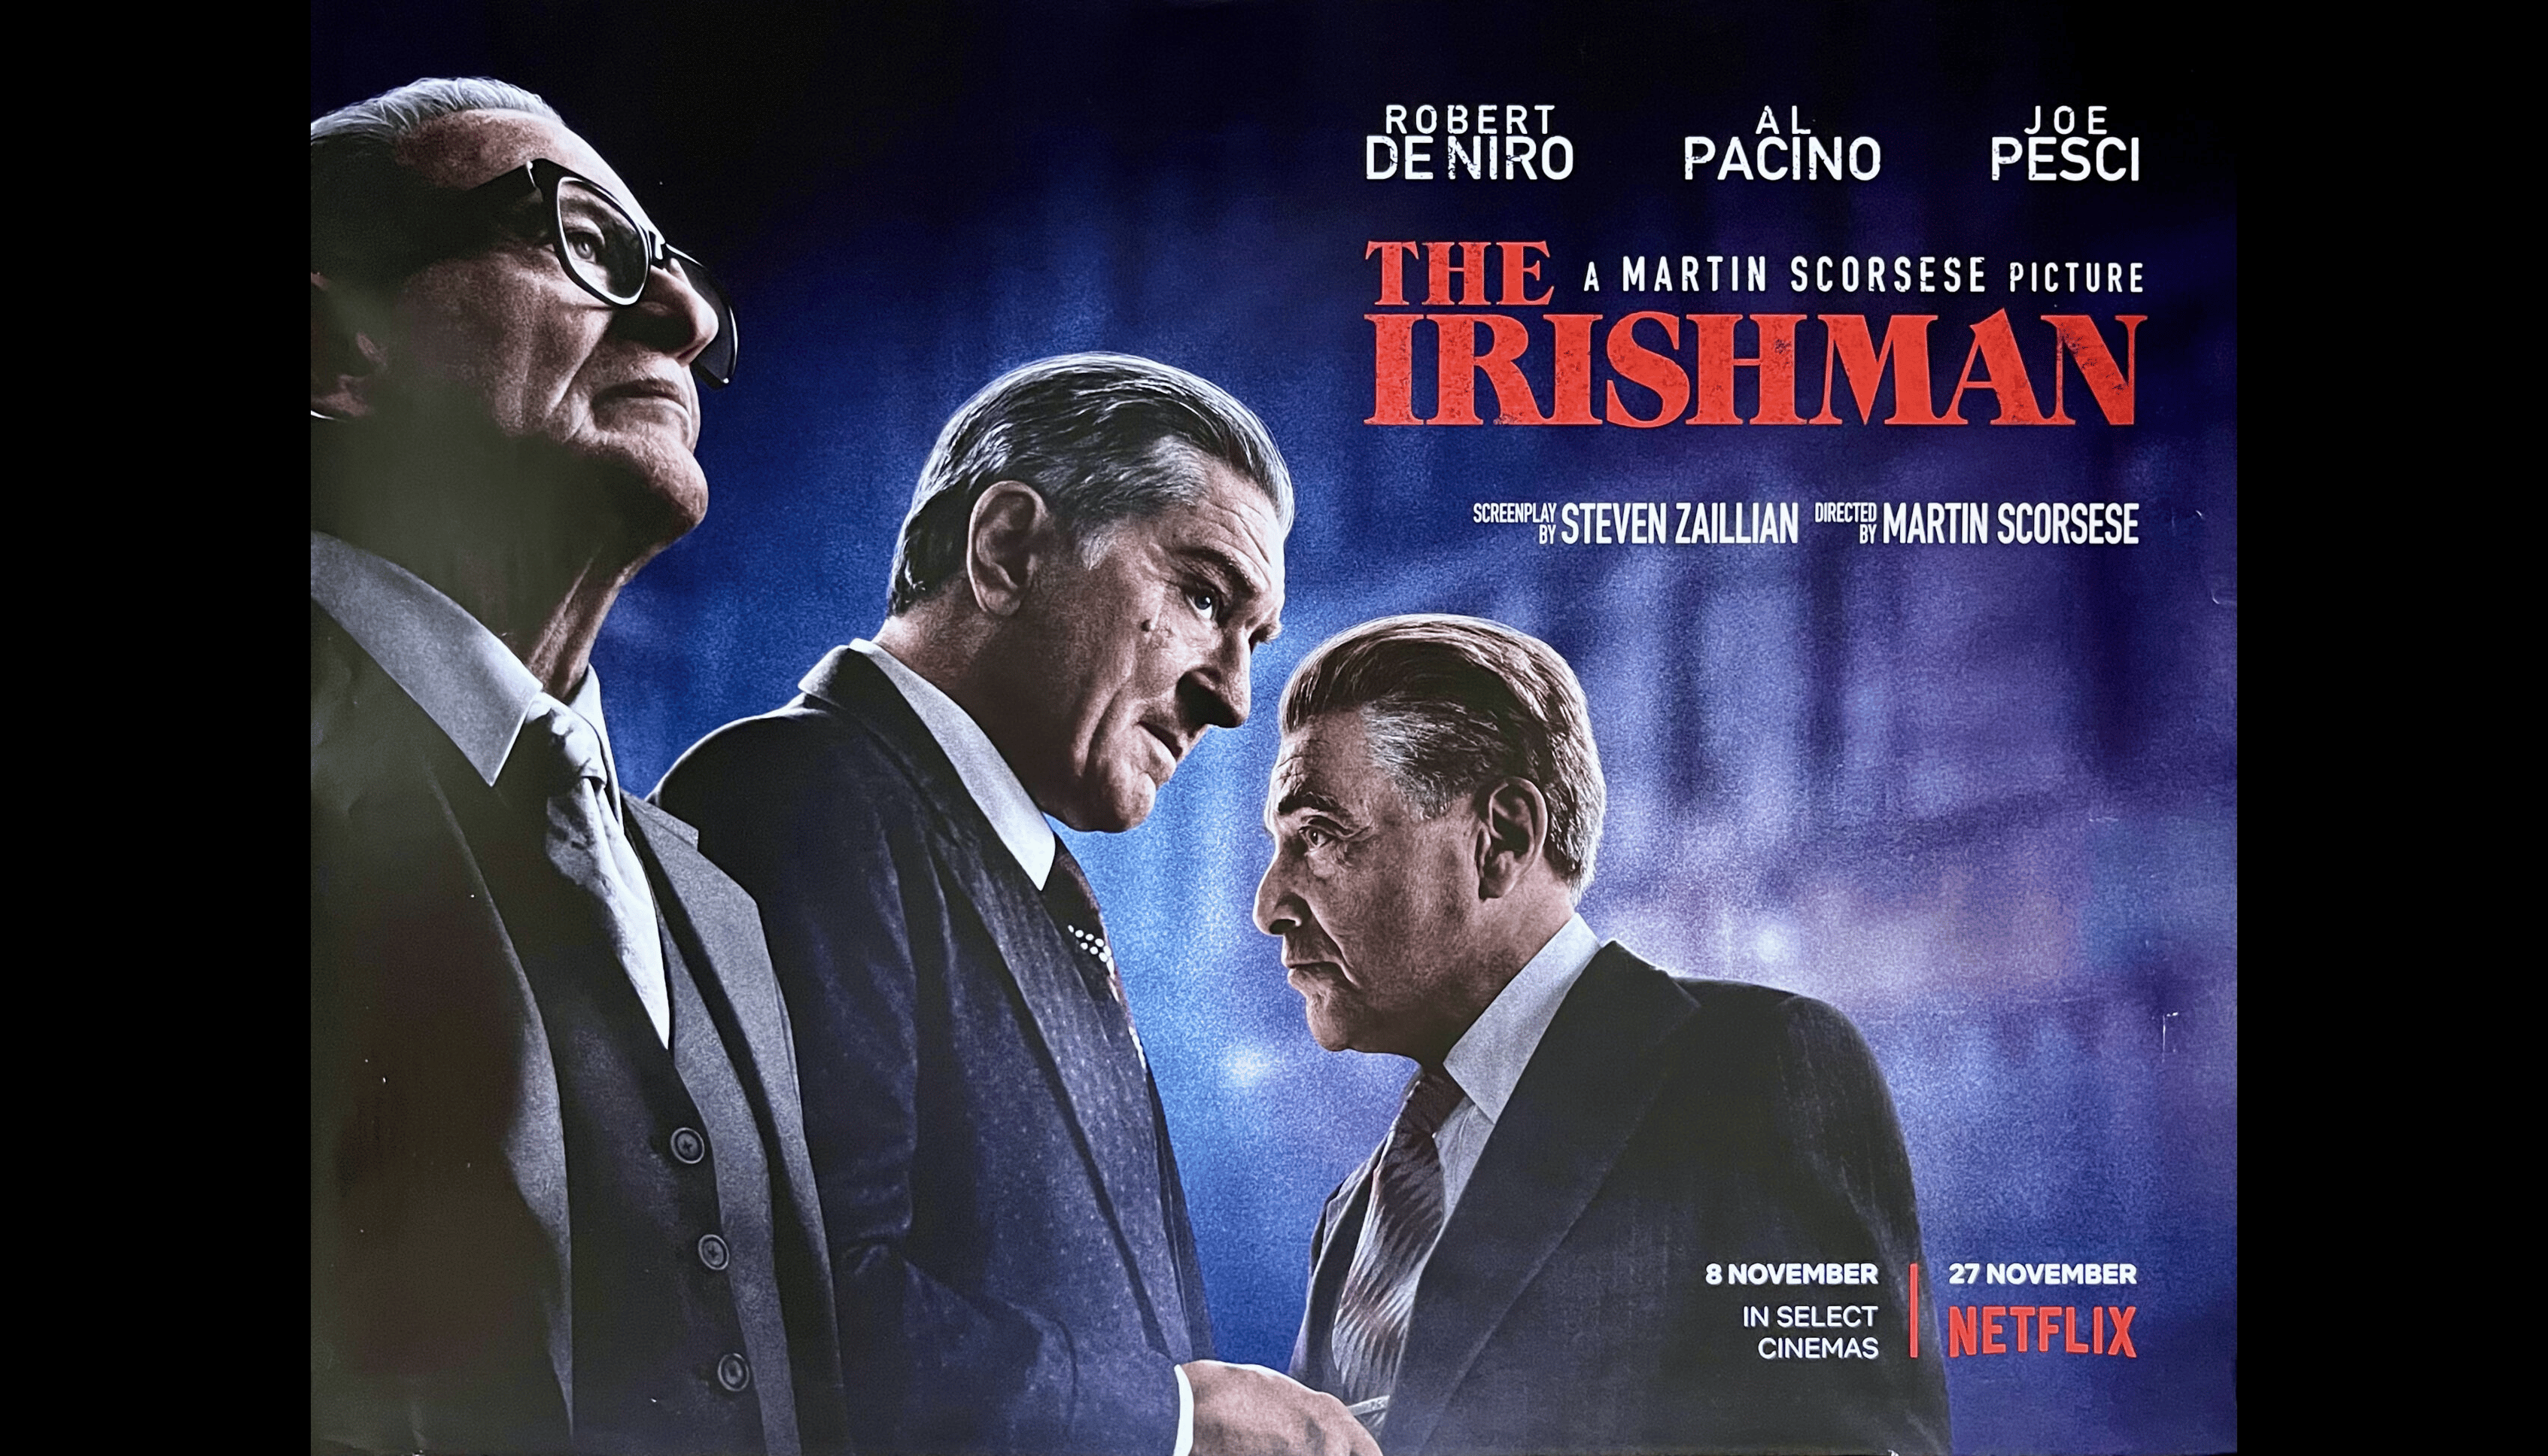 ROBERT DE NIRO
AL PACINO
JOE PESCI
THE
A MARTIN SCORSESE PICTURE
IRISHMAN
SCREENPLAY BY STEVEN ZAILLIAN DIRECTED BY MARTIN SCORSESE
8 NOVEMBER
IN SELECT
CINEMAS
27 NOVEMBER
NETFLIX